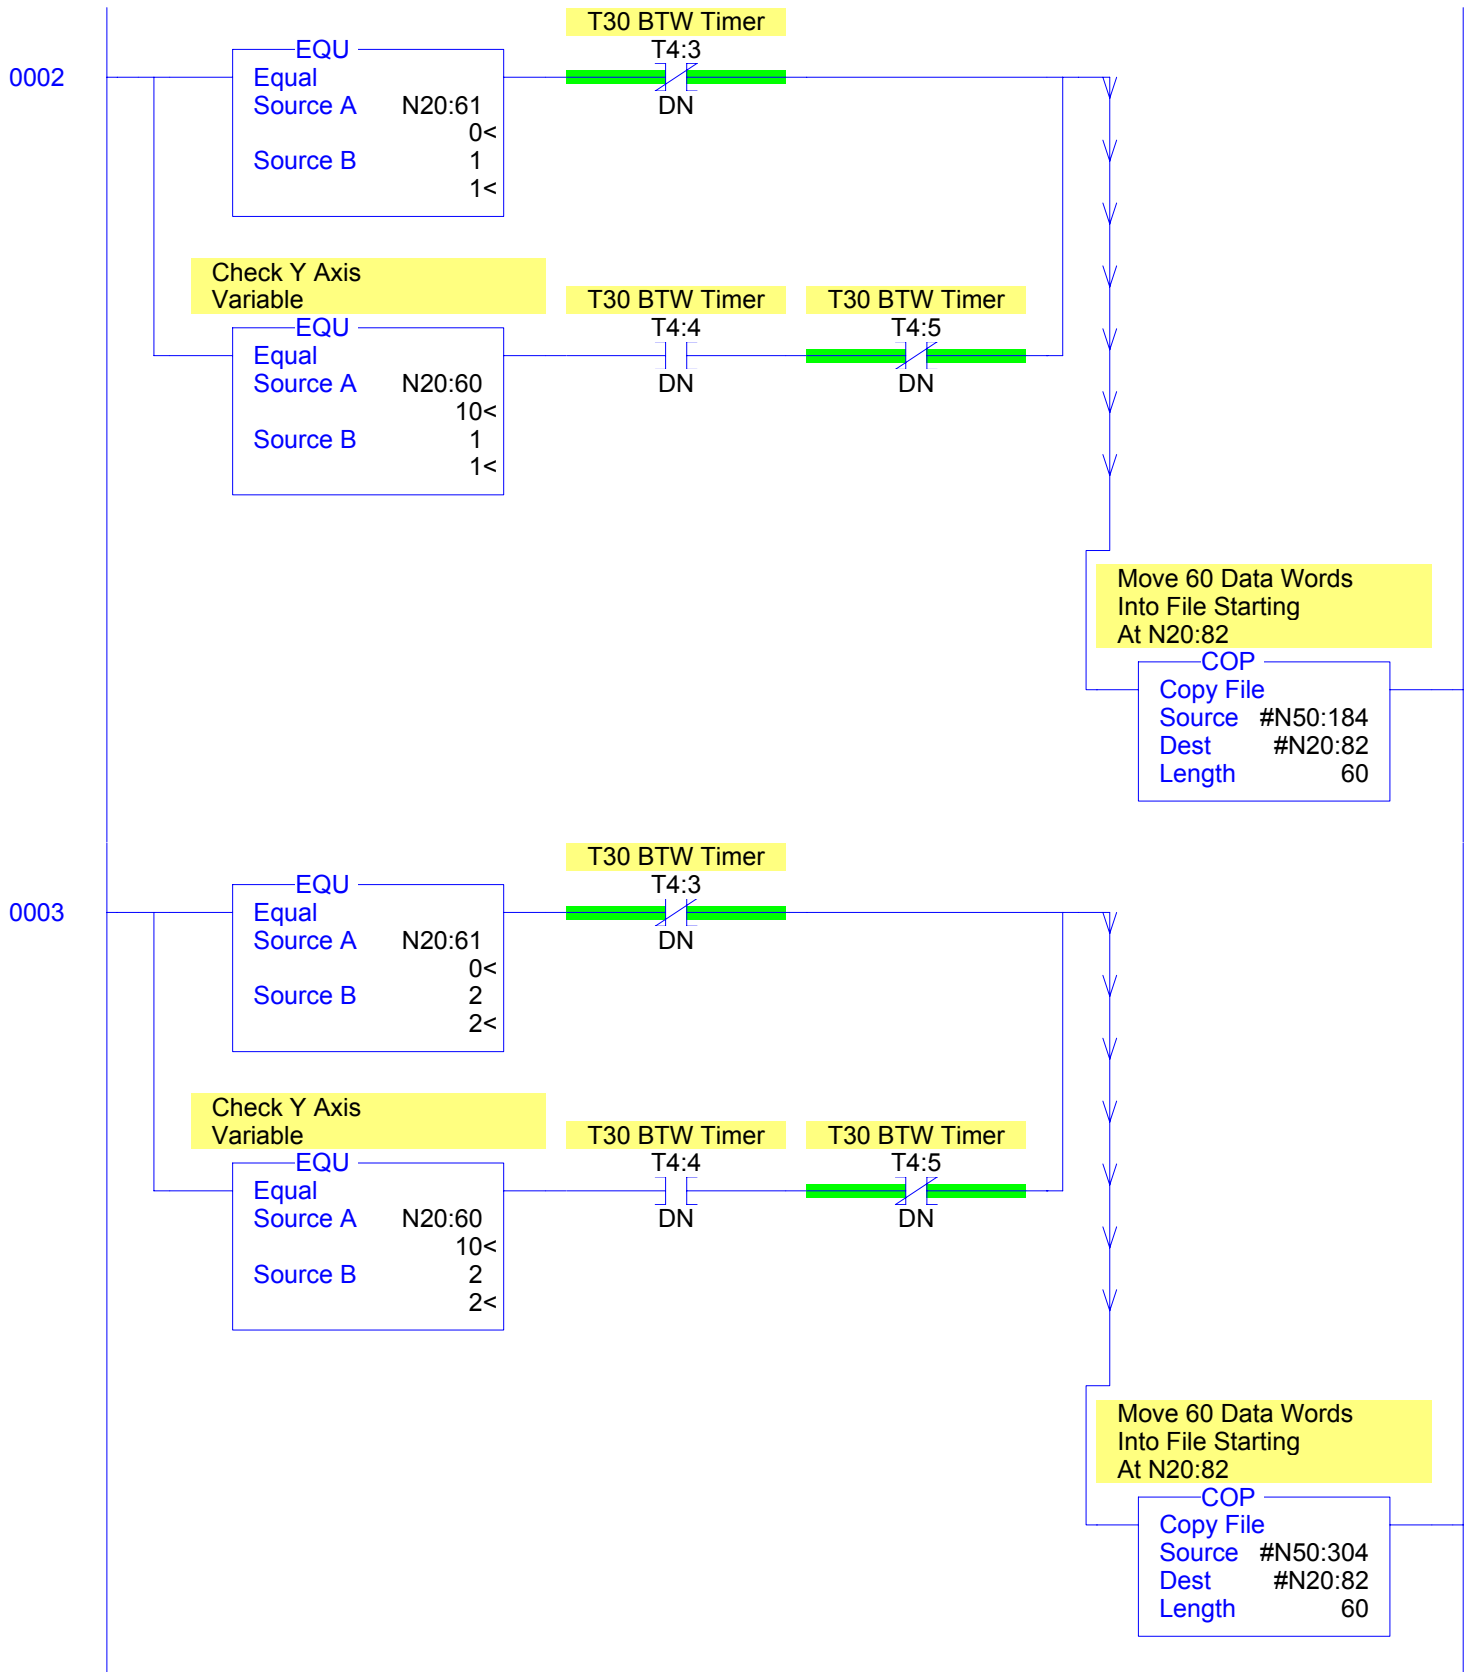 T30 BTW Timer
EQU
T4:3
0002
Equal
Source A N20:61
DN
0<
Source B 1
1<
Check Y Axis
Variable
T30 BTW Timer T30 BTW Timer
EQU
T4:4 T4:5
Equal
Source A N20:60
DN DN
10<
Source B 1
1<
Move 60 Data Words
Into File Starting
At N20:82
COP
Copy File
Source #N50:184
Dest #N20:82
Length 60
T30 BTW Timer
EQU
T4:3
0003
Equal
Source A N20:61
DN
0<
Source B 2
2<
Check Y Axis
Variable
T30 BTW Timer T30 BTW Timer
EQU
T4:4 T4:5
Equal
Source A N20:60
DN DN
10<
Source B 2
2<
Move 60 Data Words
Into File Starting
At N20:82
COP
Copy File
Source #N50:304
Dest #N20:82
Length 60